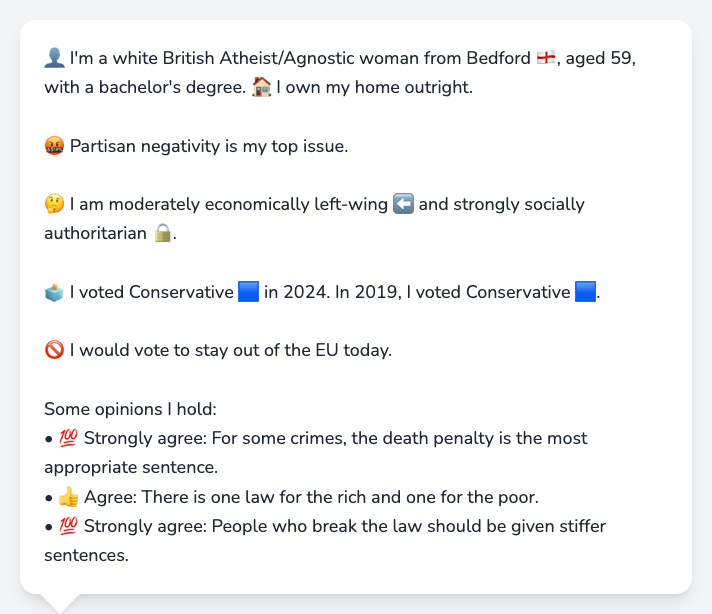 👤 I'm a white British Atheist/Agnostic woman from Bedford 🏴󠁧󠁢󠁥󠁮󠁧󠁿, aged 59,
with a bachelor's degree. 🏠 I own my home outright.
🤬 Partisan negativity is my top issue.
🤔 I am moderately economically left-wing ⬅️ and strongly socially
authoritarian 🔒.
🗳️ I voted Conservative 🟦 in 2024. In 2019, I voted Conservative 🟦.
🚫 I would vote to stay out of the EU today.
Some opinions I hold:
• 💯 Strongly agree: For some crimes, the death penalty is the most
appropriate sentence.
• 👍 Agree: There is one law for the rich and one for the poor.
• 💯 Strongly agree: People who break the law should be given stiffer
sentences.